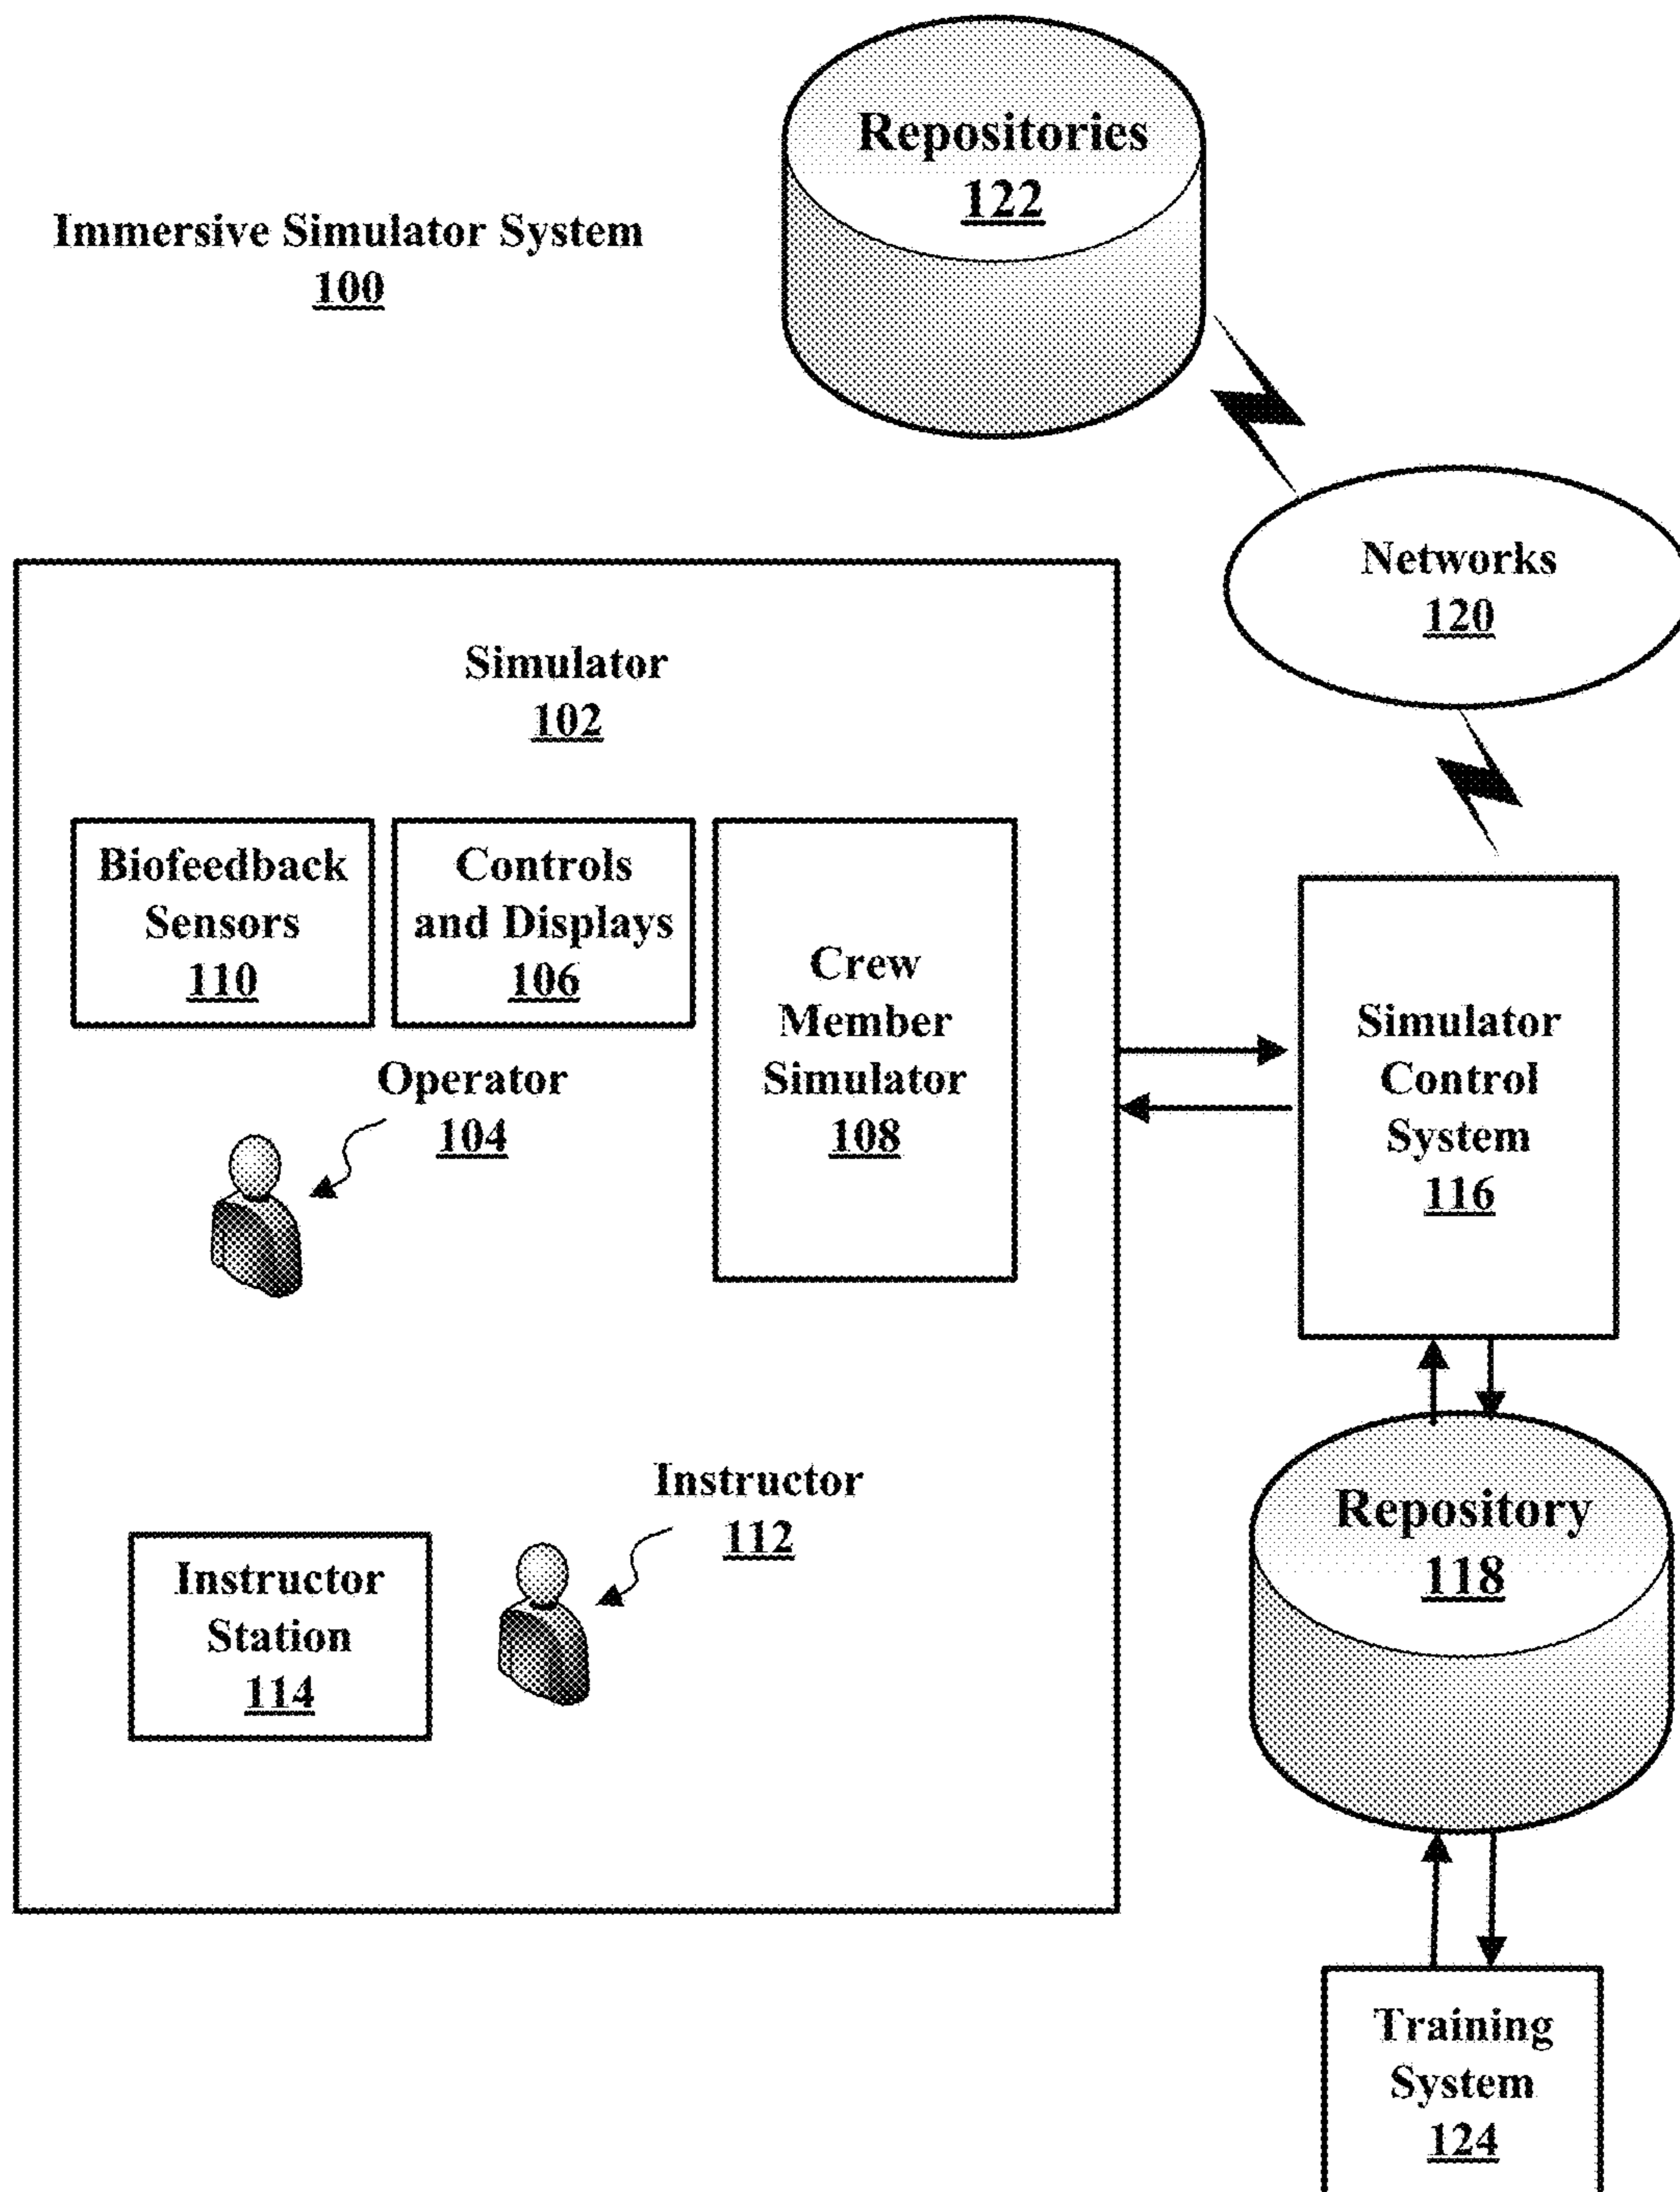 Repositories
122
Immersive Simulator System
100
Networks
120
Simulator
102
Biofeedback
Sensors
110
Controls
and Displays
106
Crew
Member
Simulator
108
Operator
104
Simulator
Control
System
116
Instructor
112
Instructor
Station
114
Repository
118
Training
System
124